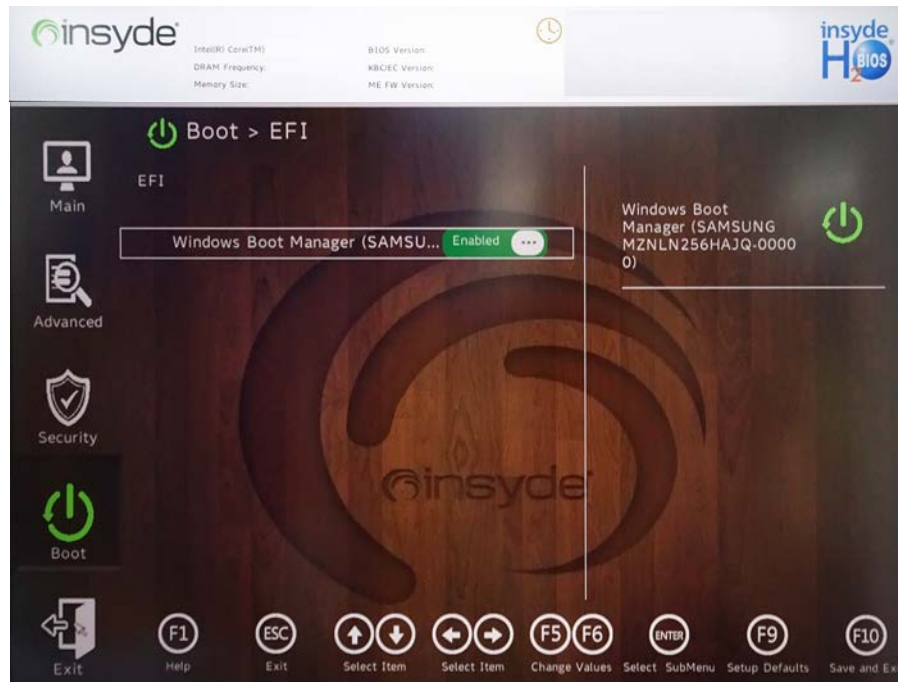 insyde
insyde
H2BIOS
Intel(R) Core(TM)
BIOS Version:
DRAM Frequency:
KBC/EC Version:
Memory Size:
ME FW Version:
Boot > EFI
EFI
Windows Boot Manager (SAMSU... Enabled
Windows Boot
Manager (SAMSUNG
MZNLN256HAJQ-0000
0)
Main
Advanced
Security
Boot
Exit
insyde
F1
Help
ESC
Exit
Select Item
Select Item
F5 F6
Change Values
ENTER
Select SubMenu
F9
Setup Defaults
F10
Save and Ex